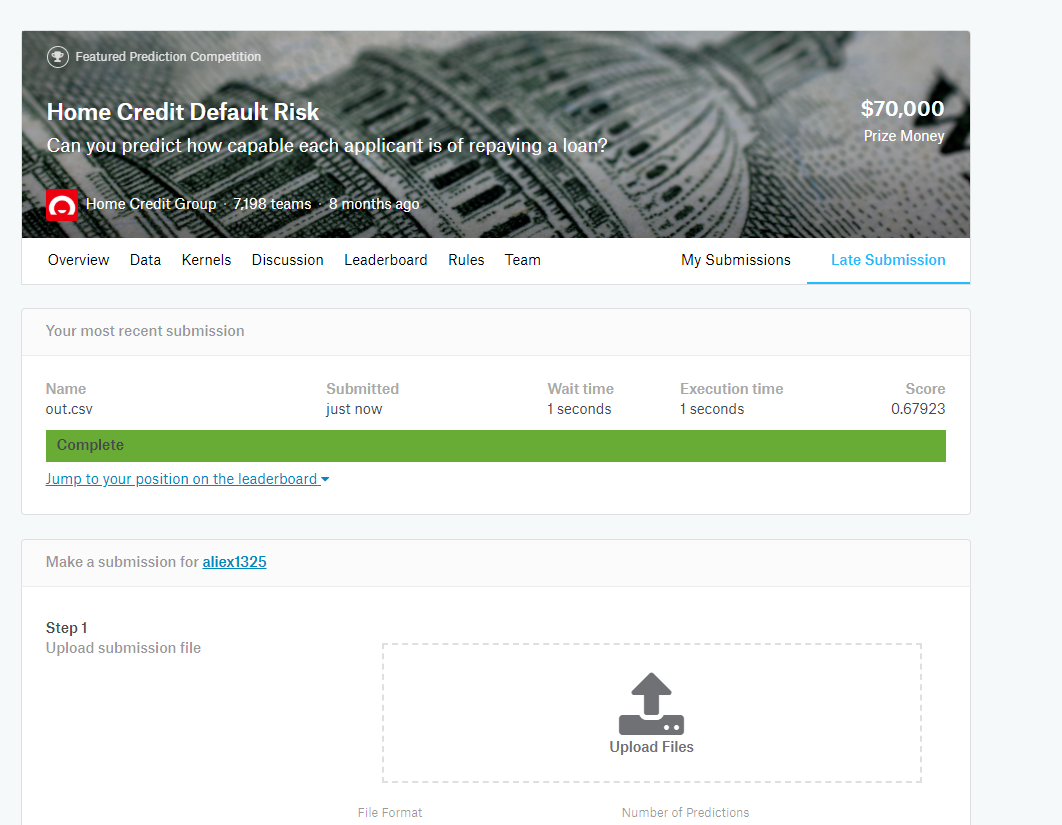 Featured Prediction Competition
Home Credit Default Risk
$70,000
Can you predict how capable each applicant is of repaying a loan?
Prize Money
Home Credit Group · 7,198 teams · 8 months ago
Overview Data Kernels Discussion Leaderboard Rules Team My Submissions Late Submission
Your most recent submission
Name Submitted Wait time Execution time Score
out.csv just now 1 seconds 1 seconds 0.67923
Complete
Jump to your position on the leaderboard
Make a submission for aliex1325
Step 1
Upload submission file
Upload Files
File Format Number of Predictions